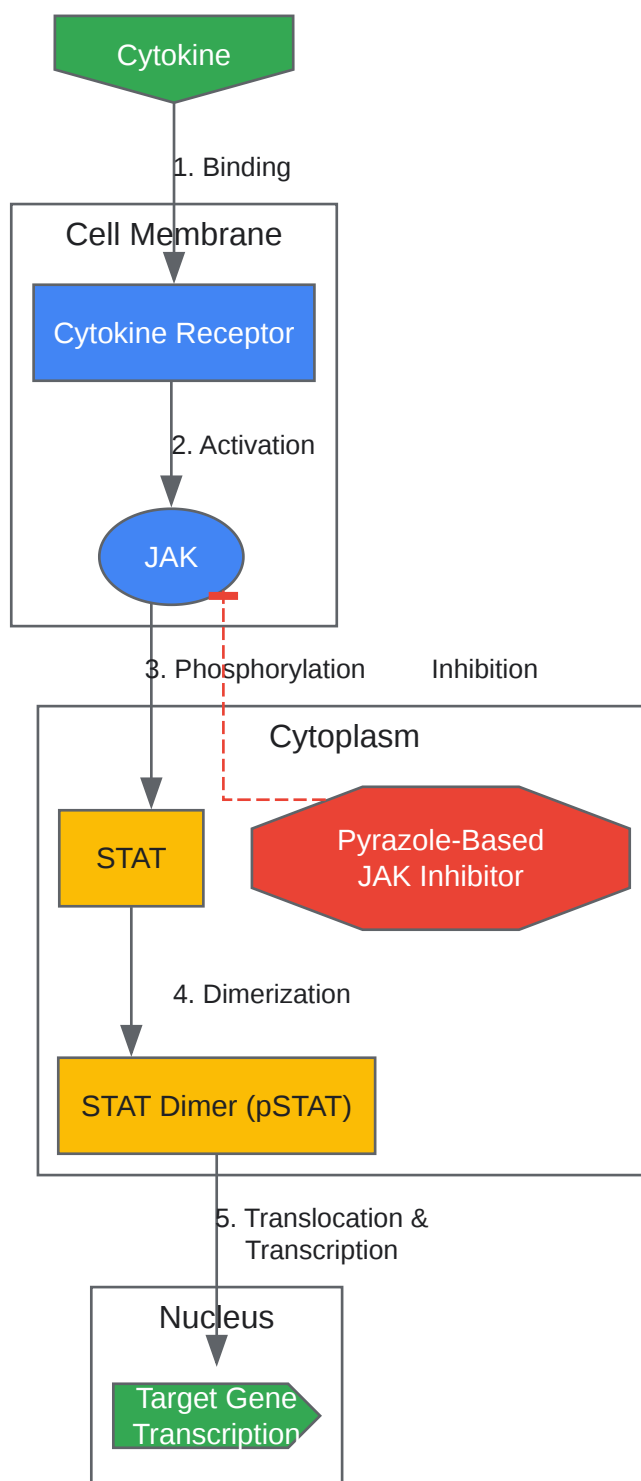 Cytokine
1. Binding
Cell Membrane
Cytokine Receptor
2. Activation
JAK
3. Phosphorylation
Inhibition
Cytoplasm
Pyrazole-Based
JAK Inhibitor
STAT
4. Dimerization
STAT Dimer (pSTAT)
5. Translocation &
Transcription
Nucleus
Target Gene
Transcription